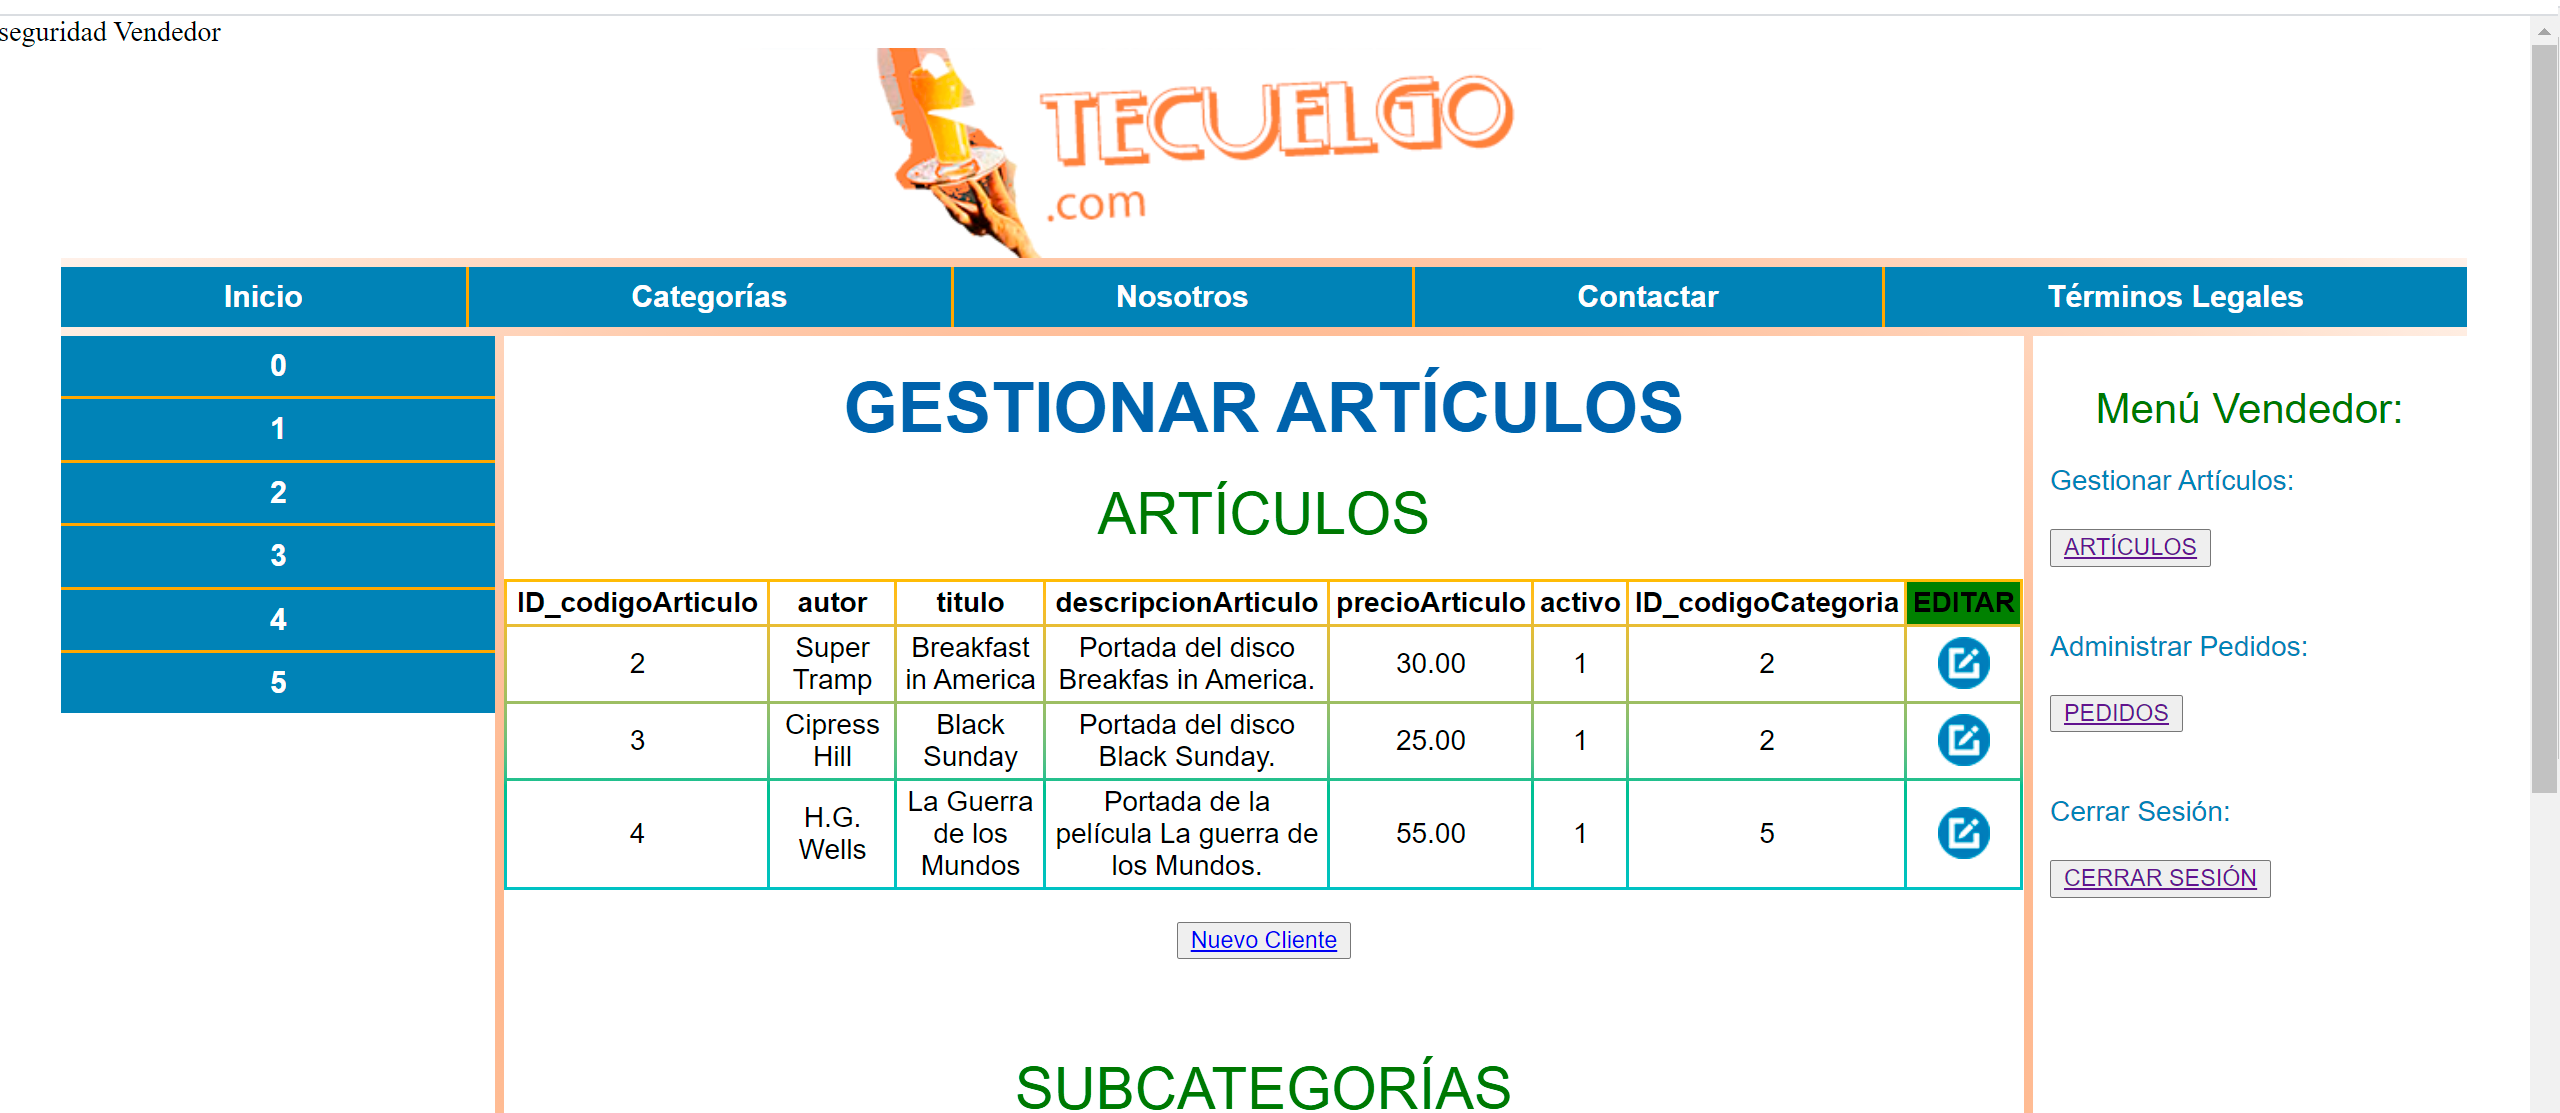 seguridad Vendedor
TECUELGO
.com
Inicio Categorías Nosotros Contactar Términos Legales
0
1
2
3
4
5
GESTIONAR ARTÍCULOS
ARTÍCULOS
ID_codigoArticulo autor titulo descripcionArticulo precioArticulo activo ID_codigoCategoria EDITAR
2 Super Tramp Breakfast in America Portada del disco Breakfas in America. 30.00 1 2
3 Cipress Hill Black Sunday Portada del disco Black Sunday. 25.00 1 2
4 H.G. Wells La Guerra de los Mundos Portada de la película La guerra de los Mundos. 55.00 1 5
Nuevo Cliente
SUBCATEGORÍAS
Menú Vendedor:
Gestionar Artículos:
ARTÍCULOS
Administrar Pedidos:
PEDIDOS
Cerrar Sesión:
CERRAR SESIÓN